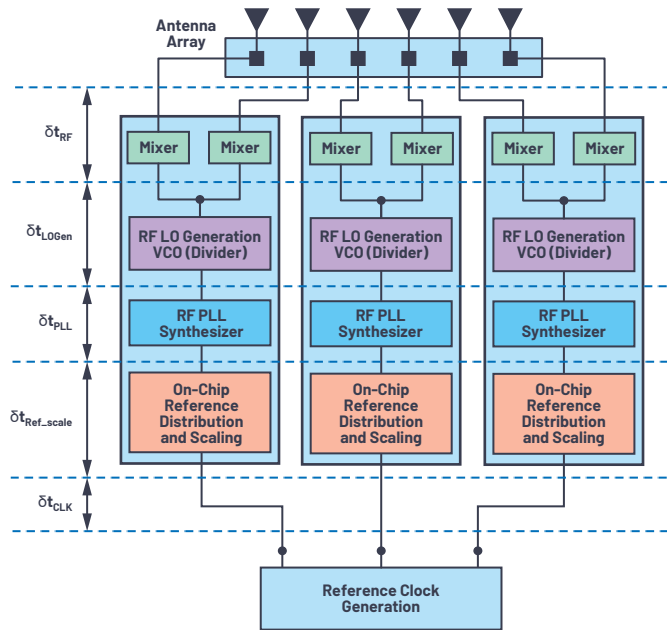 Antenna
Array
δtRF
Mixer
Mixer
Mixer
Mixer
Mixer
Mixer
δtLOGen
RF LO Generation
VCO (Divider)
RF LO Generation
VCO (Divider)
RF LO Generation
VCO (Divider)
δtPLL
RF PLL
Synthesizer
RF PLL
Synthesizer
RF PLL
Synthesizer
δtRef_scale
On-Chip
Reference
Distribution
and Scaling
On-Chip
Reference
Distribution
and Scaling
On-Chip
Reference
Distribution
and Scaling
δtCLK
Reference Clock
Generation